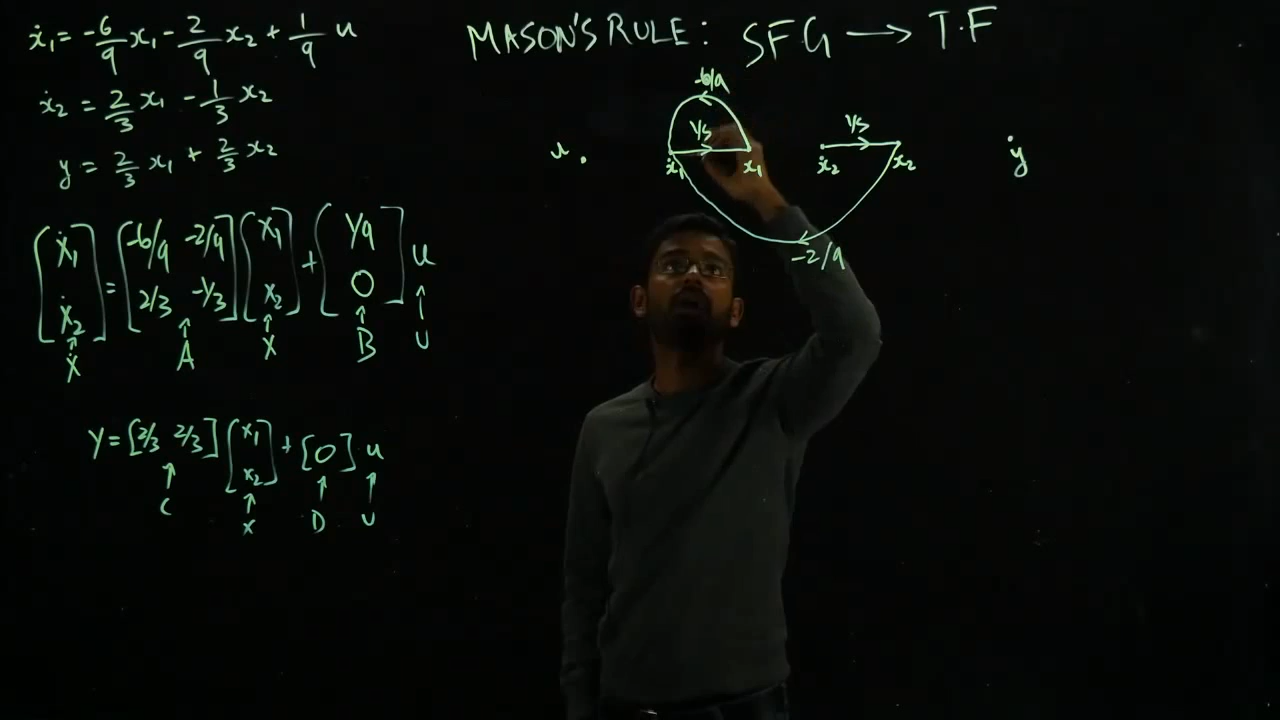 ẋ₁ = -6/9 x₁ - 2/9 x₂ + 1/9 u
ẋ₂ = 2/3 x₁ - 1/3 x₂
y = 2/3 x₁ + 2/3 x₂
[ẋ₁ ẋ₂] = [-6/9 -2/9 2/3 -1/3] [x₁ x₂] + [1/9 0] u
↑ ↑ ↑ ↑ ↑
Ẋ A X B U
Y = [2/3 2/3] [x₁ x₂] + [0] u
↑ ↑ ↑ ↑
C X D U
MASON'S RULE: SFG → T.F
-6/9
1/s 1/s
u . ẋ₁ x₁ ẋ₂ x₂ ẏ
-2/9